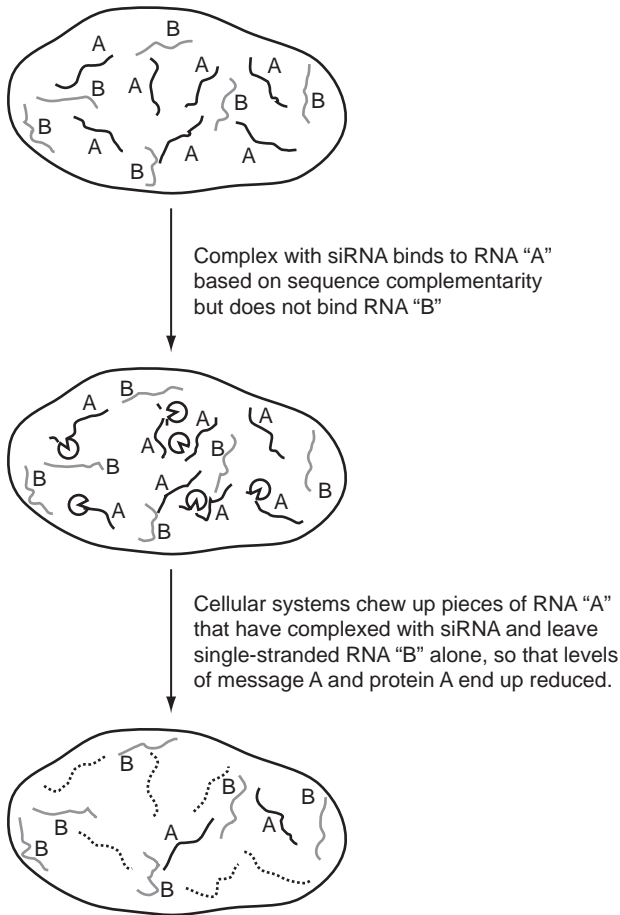 A B
A
B A A B B
B
A A A
B
Complex with siRNA binds to RNA “A”
based on sequence complementarity
but does not bind RNA “B”
B
A A A
A B B
B
B A
B
A
A A
B
Cellular systems chew up pieces of RNA “A”
that have complexed with siRNA and leave
single-stranded RNA “B” alone, so that levels
of message A and protein A end up reduced.
B
B
B
B A A
B
B